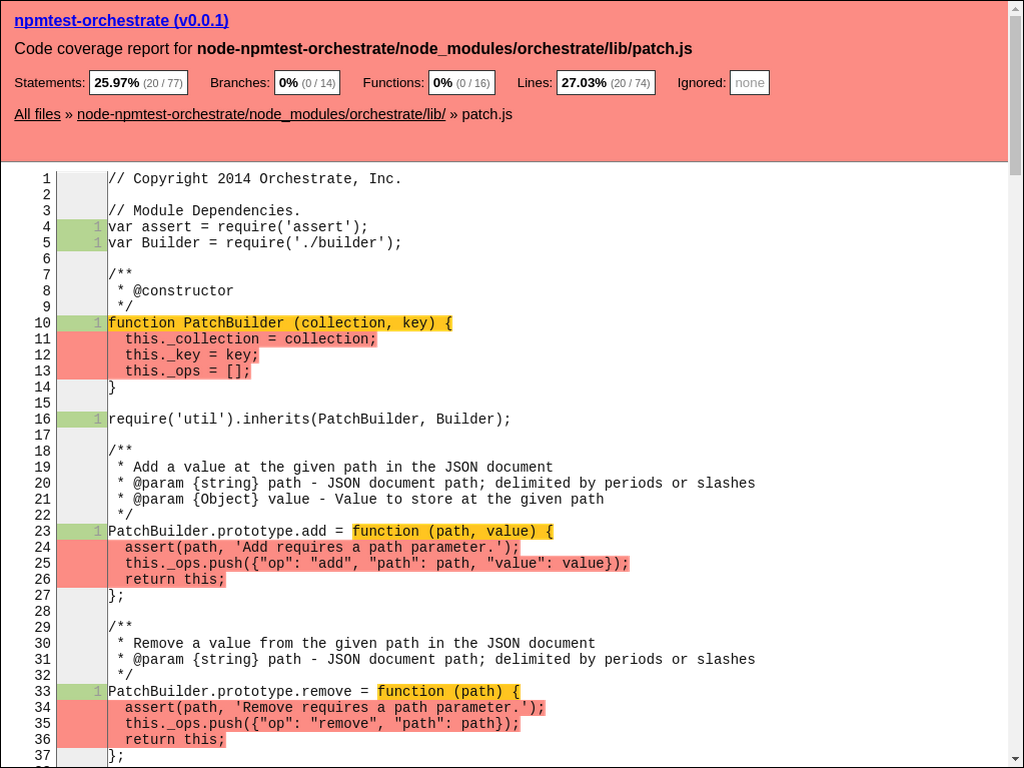 npmtest-orchestrate (v0.0.1)
Code coverage report for node-npmtest-orchestrate/node_modules/orchestrate/lib/patch.js
Statements: 25.97% (20 / 77) Branches: 0% (0 / 14) Functions: 0% (0 / 16) Lines: 27.03% (20 / 74) Ignored: none
All files » node-npmtest-orchestrate/node_modules/orchestrate/lib/ » patch.js
1 // Copyright 2014 Orchestrate, Inc.
2
3 // Module Dependencies.
4 1 var assert = require('assert');
5 1 var Builder = require('./builder');
6
7 /**
8  * @constructor
9  */
10 1 function PatchBuilder (collection, key) {
11   this._collection = collection;
12   this._key = key;
13   this._ops = [];
14 }
15
16 1 require('util').inherits(PatchBuilder, Builder);
17
18 /**
19  * Add a value at the given path in the JSON document
20  * @param {string} path - JSON document path; delimited by periods or slashes
21  * @param {Object} value - Value to store at the given path
22  */
23 1 PatchBuilder.prototype.add = function (path, value) {
24   assert(path, 'Add requires a path parameter.');
25   this._ops.push({"op": "add", "path": path, "value": value});
26   return this;
27 };
28
29 /**
30  * Remove a value from the given path in the JSON document
31  * @param {string} path - JSON document path; delimited by periods or slashes
32  */
33 1 PatchBuilder.prototype.remove = function (path) {
34   assert(path, 'Remove requires a path parameter.');
35   this._ops.push({"op": "remove", "path": path});
36   return this;
37 };